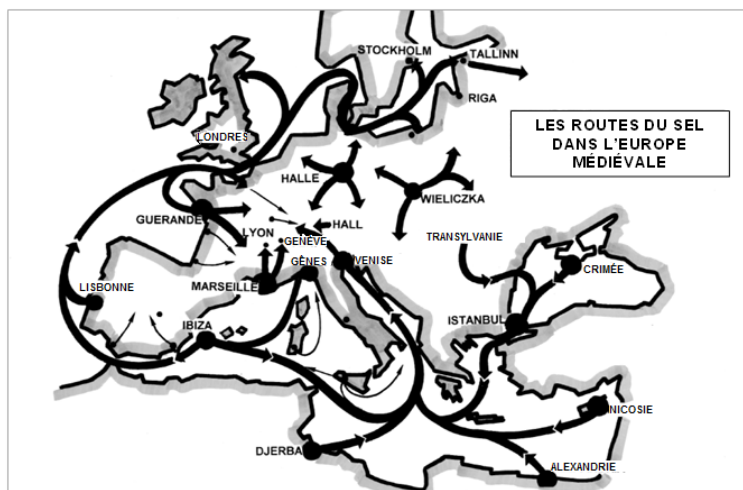 STOCKHOLM
TALLINN
RIGA
LES ROUTES DU SEL
DANS L'EUROPE
MÉDIÉVALE
LONDRES
HALLE
WIELICZKA
GUERANDE
HALL
LYON
GENÈVE
TRANSYLVANIE
GÈNES
VENISE
CRIMÉE
MARSEILLE
LISBONNE
IBIZA
ISTANBUL
NICOSIE
DJERBA
ALEXANDRIE